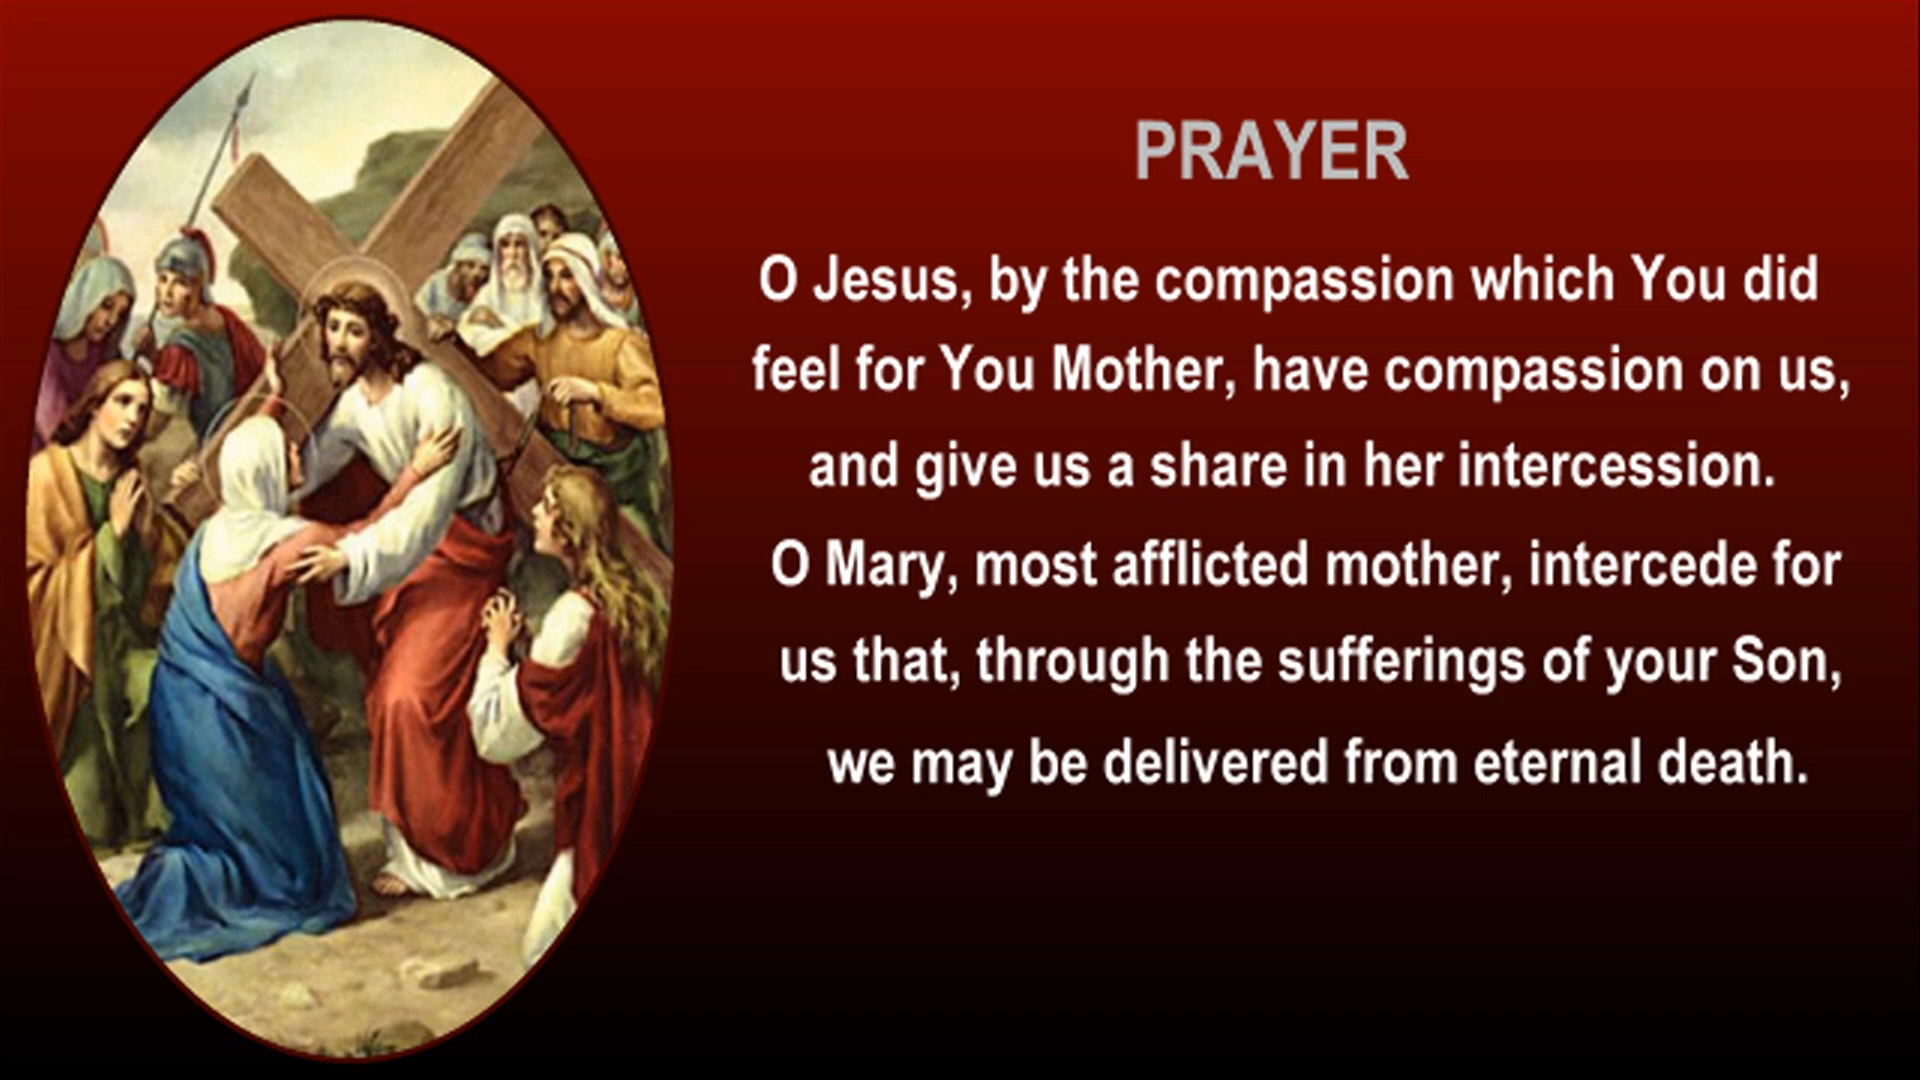 PRAYER
O Jesus, by the compassion which You did
feel for You Mother, have compassion on us,
and give us a share in her intercession.
O Mary, most afflicted mother, intercede for
us that, through the sufferings of your Son,
we may be delivered from eternal death.